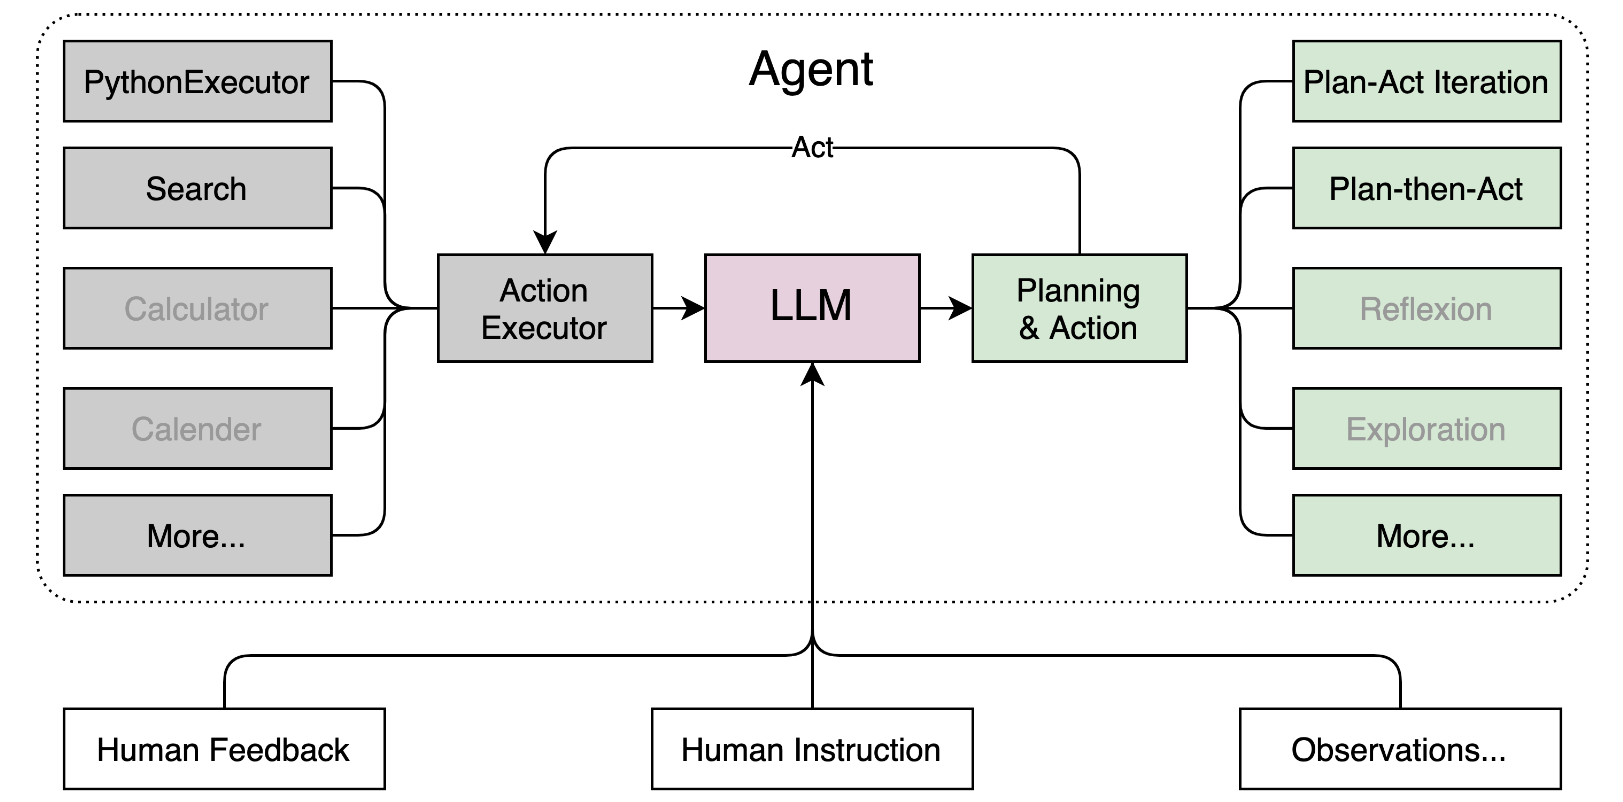 Agent
PythonExecutor
Search
Calculator
Calender
More...
Act
Action
Executor
LLM
Planning
& Action
Plan-Act Iteration
Plan-then-Act
Reflexion
Exploration
More...
Human Feedback
Human Instruction
Observations...